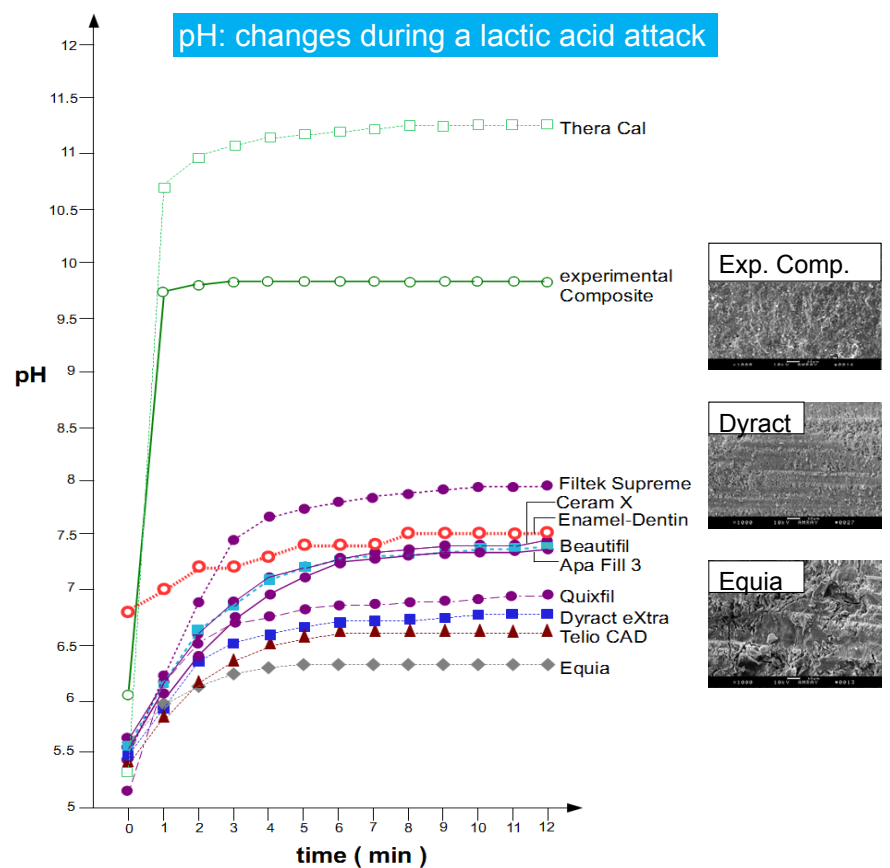 pH: changes during a lactic acid attack
12
11.5
11
10.5
10
9.5
9
8.5
8
7.5
7
6.5
6
5.5
5
pH
0 1 2 3 4 5 6 7 8 9 10 11 12
time ( min )
Thera Cal
experimental
Composite
Filtek Supreme
Ceram X
Enamel-Dentin
Beautifil
Apa Fill 3
Quixfil
Dyract eXtra
Telio CAD
Equia
Exp. Comp.
Dyract
Equia